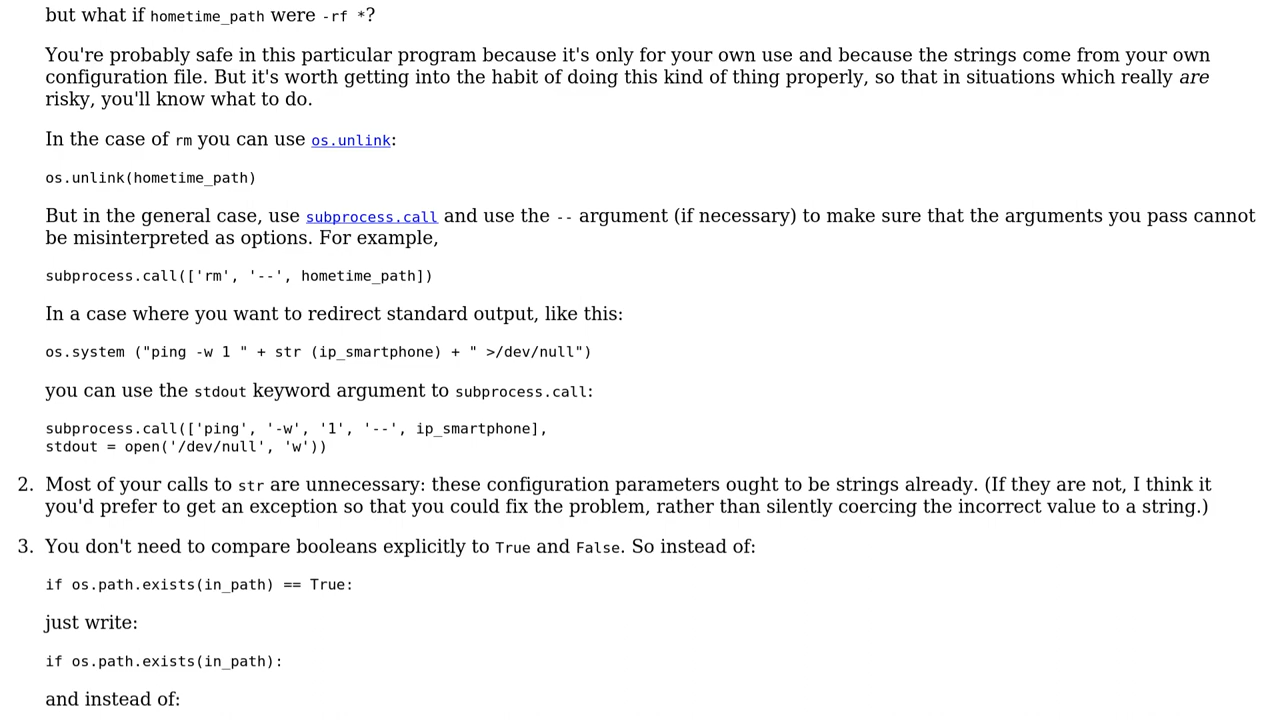 but what if hometime_path were -rf *?
You're probably safe in this particular program because it's only for your own use and because the strings come from your own
configuration file. But it's worth getting into the habit of doing this kind of thing properly, so that in situations which really are
risky, you'll know what to do.
In the case of rm you can use os.unlink:
os.unlink(hometime_path)
But in the general case, use subprocess.call and use the -- argument (if necessary) to make sure that the arguments you pass cannot
be misinterpreted as options. For example,
subprocess.call(['rm', '--', hometime_path])
In a case where you want to redirect standard output, like this:
os.system ("ping -w 1 " + str (ip_smartphone) + " >/dev/null")
you can use the stdout keyword argument to subprocess.call:
subprocess.call(['ping', '-w', '1', '--', ip_smartphone],
stdout = open('/dev/null', 'w'))
2. Most of your calls to str are unnecessary: these configuration parameters ought to be strings already. (If they are not, I think it
you'd prefer to get an exception so that you could fix the problem, rather than silently coercing the incorrect value to a string.)
3. You don't need to compare booleans explicitly to True and False. So instead of:
if os.path.exists(in_path) == True:
just write:
if os.path.exists(in_path):
and instead of: